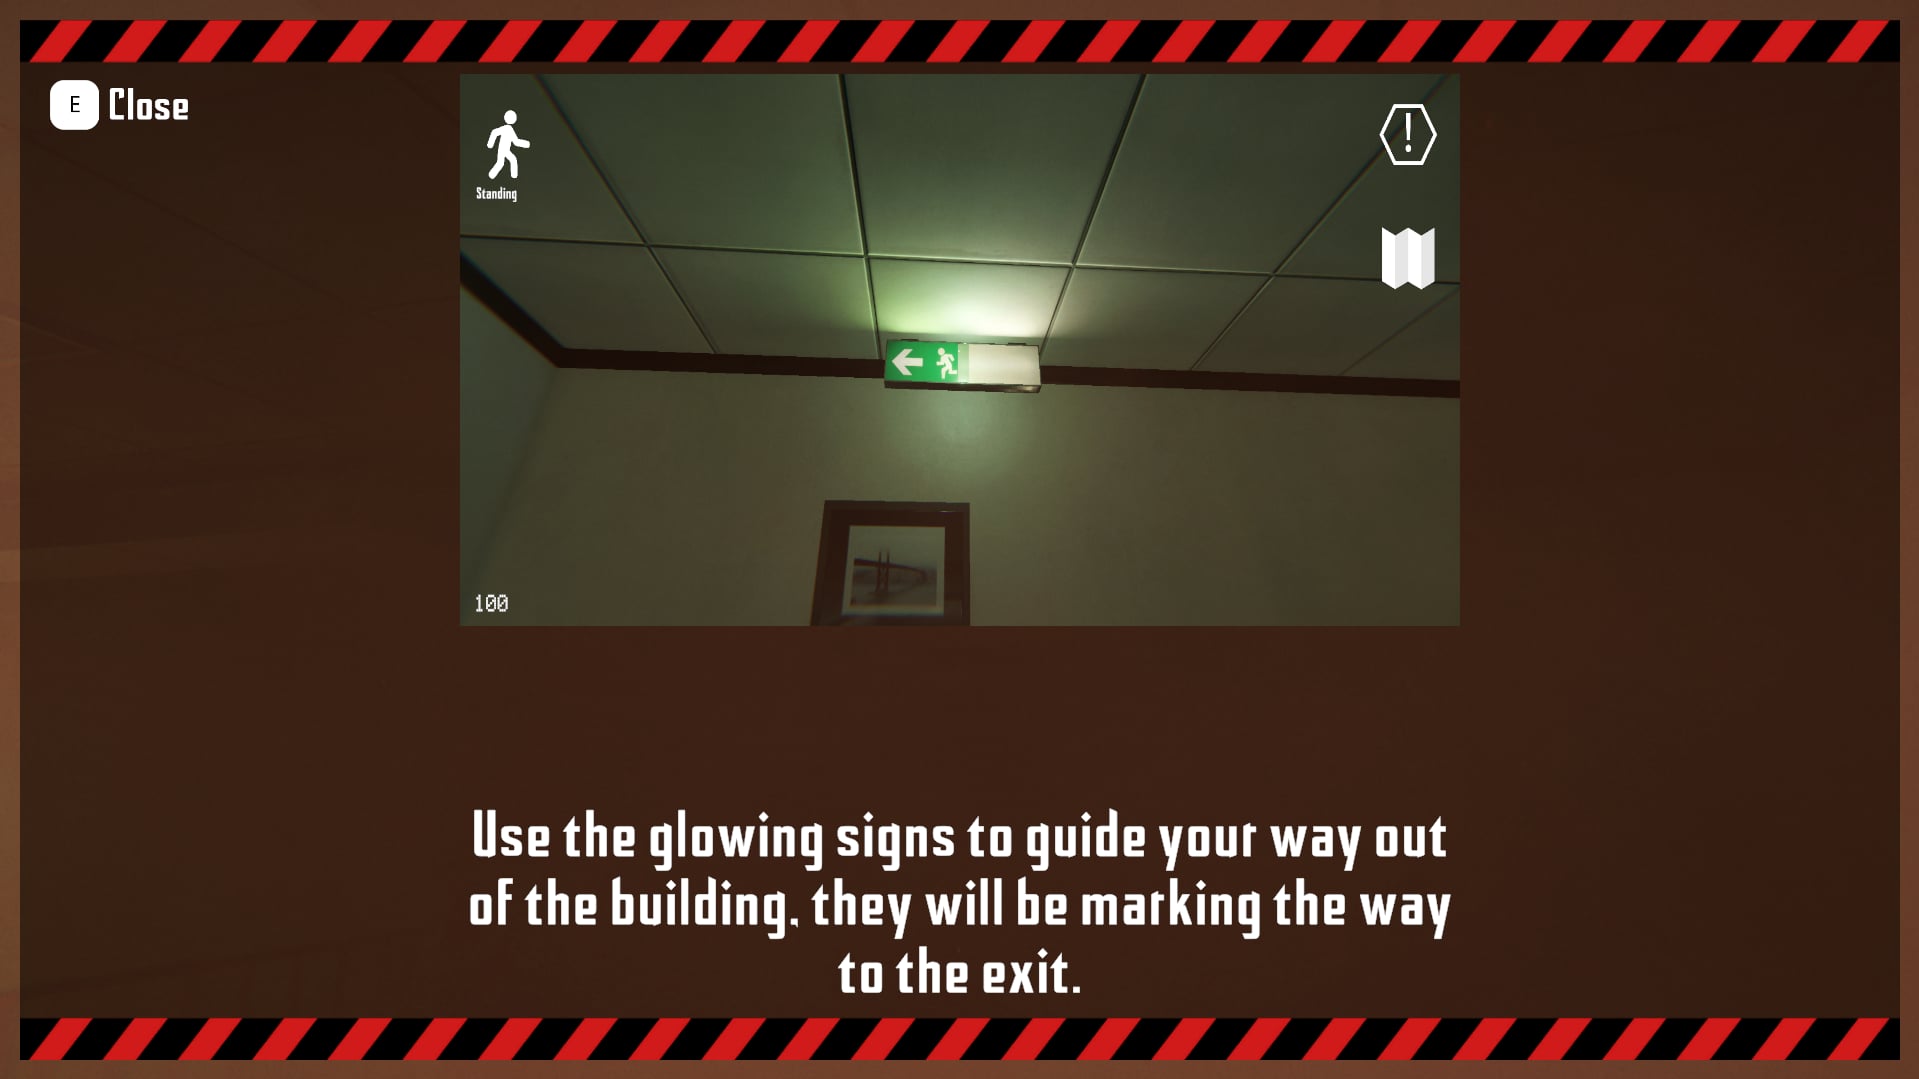 E Close
Standing
100
Use the glowing signs to guide your way out
of the building, they will be marking the way
to the exit.